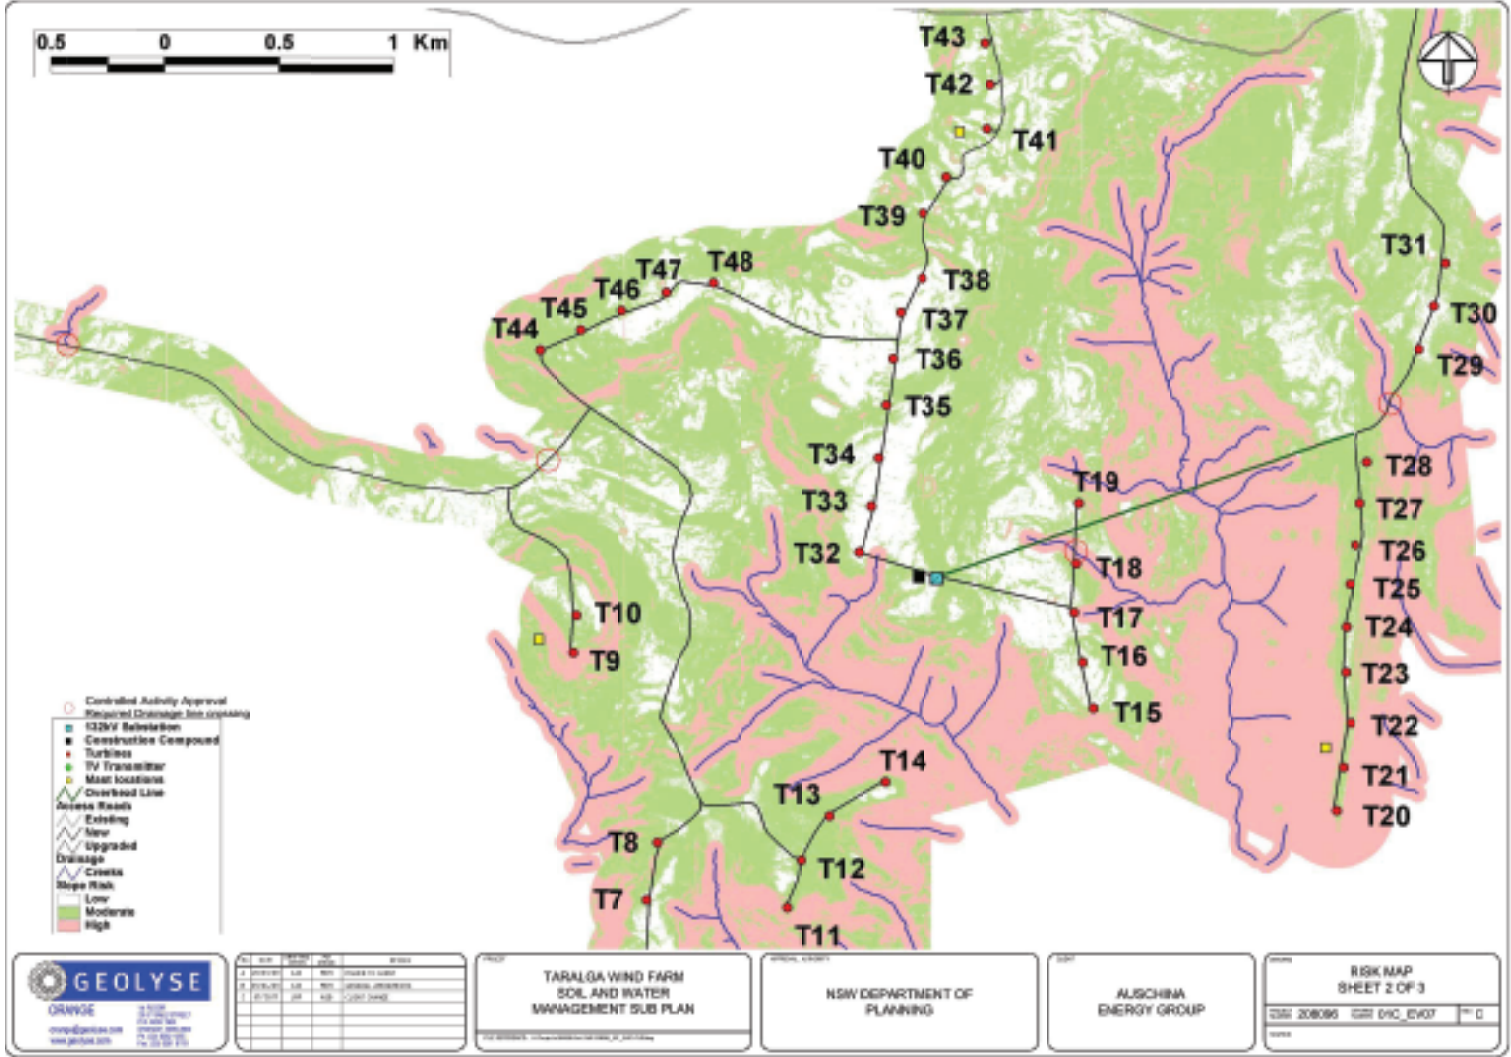 0.5 0 0.5 1 Km
T43
T42
T41
T40
T39
T31
T48
T47
T38
T46
T30
T45
T37
T44
T36
T29
T35
T34
T28
T19
T33
T27
T32
T26
T18
T25
T10
T17
T24
T9
T16
T23
T15
T22
T14
T21
T13
T20
T8
T12
T7
T11
Controlled Activity Approval
Required Drainage line crossing
132kV Substation
Construction Compound
Turbines
TV Transmitter
Mast locations
Overhead Line
Access Roads
Existing
New
Upgraded
Drainage
Creeks
Slope Risk
Low
Moderate
High
GEOLYSE
ORANGE
TARALGA WIND FARM
SOIL AND WATER
MANAGEMENT SUB PLAN
NSW DEPARTMENT OF
PLANNING
AUSCHINA
ENERGY GROUP
RISK MAP
SHEET 2 OF 3
208096 01C_EV07 C